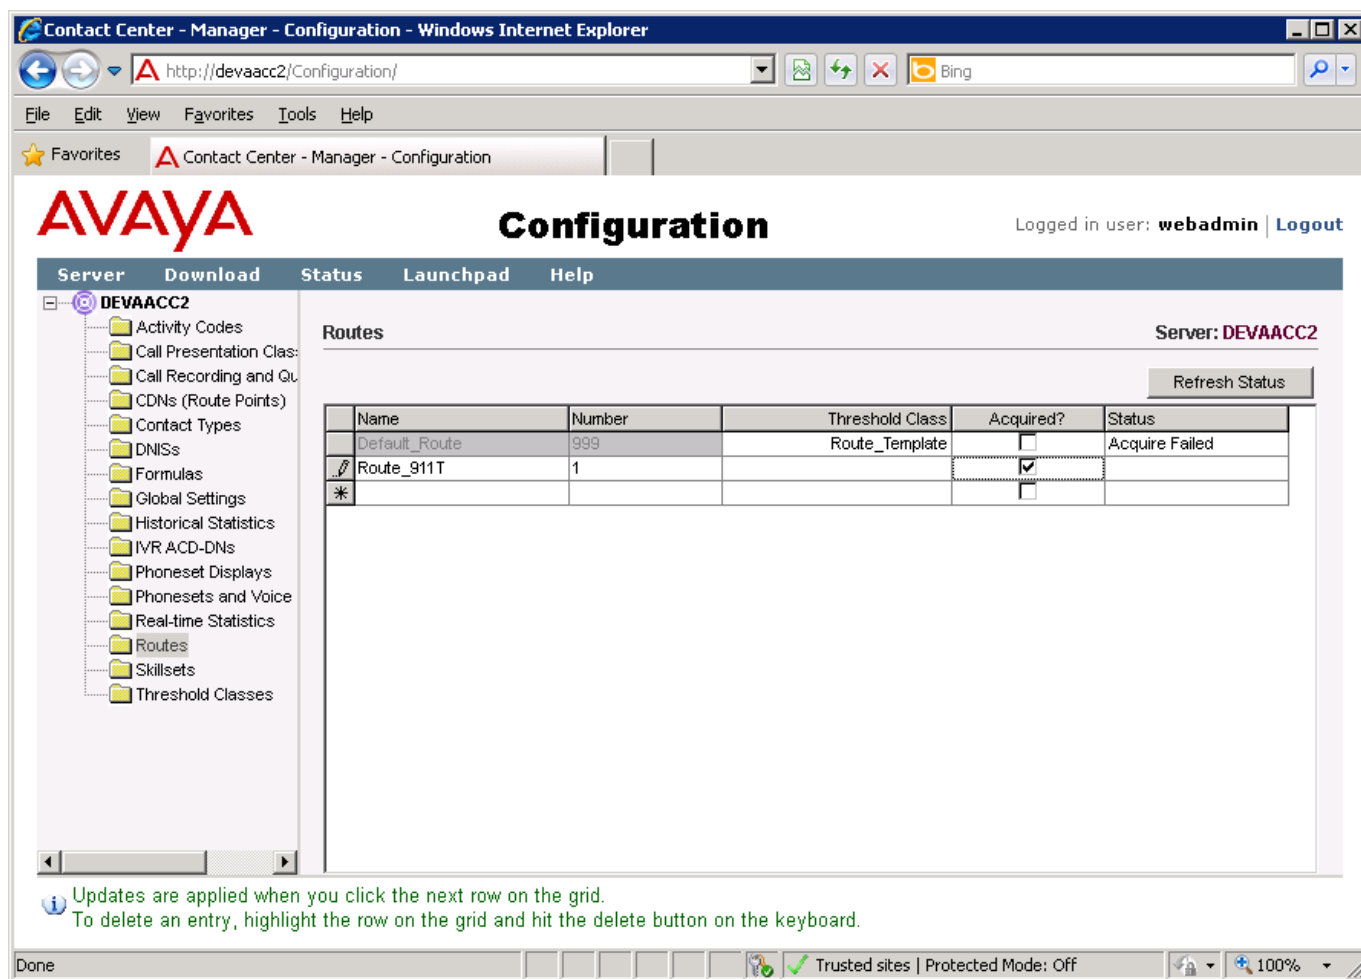 Contact Center - Manager - Configuration - Windows Internet Explorer
http://devaacc2/Configuration/
Bing
File Edit View Favorites Tools Help
Favorites
Contact Center - Manager - Configuration
AVAYA
Configuration
Logged in user: webadmin | Logout
Server Download Status Launchpad Help
DEVAACC2
Activity Codes
Call Presentation Clas
Call Recording and Qu
CDNs (Route Points)
Contact Types
DNISs
Formulas
Global Settings
Historical Statistics
IVR ACD-DNs
Phoneset Displays
Phonesets and Voice
Real-time Statistics
Routes
Skillsets
Threshold Classes
Routes
Server: DEVAACC2
Refresh Status
Name Number Threshold Class Acquired? Status
Default_Route 999 Route_Template Acquire Failed
Route_911T 1
Updates are applied when you click the next row on the grid.
To delete an entry, highlight the row on the grid and hit the delete button on the keyboard.
Done
Trusted sites | Protected Mode: Off
100%